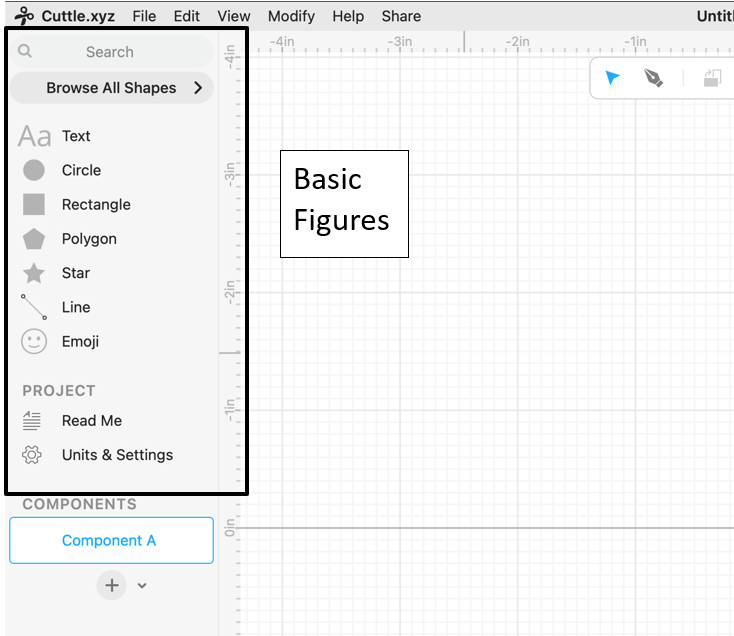 Cuttle.xyz File Edit View Modify Help Share Untitl
-4in -3in -2in -1in
Search
Browse All Shapes
Aa Text
Circle
Rectangle
Polygon
Star
Line
Emoji
PROJECT
Read Me
Units & Settings
COMPONENTS
Component A
+
-4in
-3in
-2in
-1in
0in
Basic
Figures